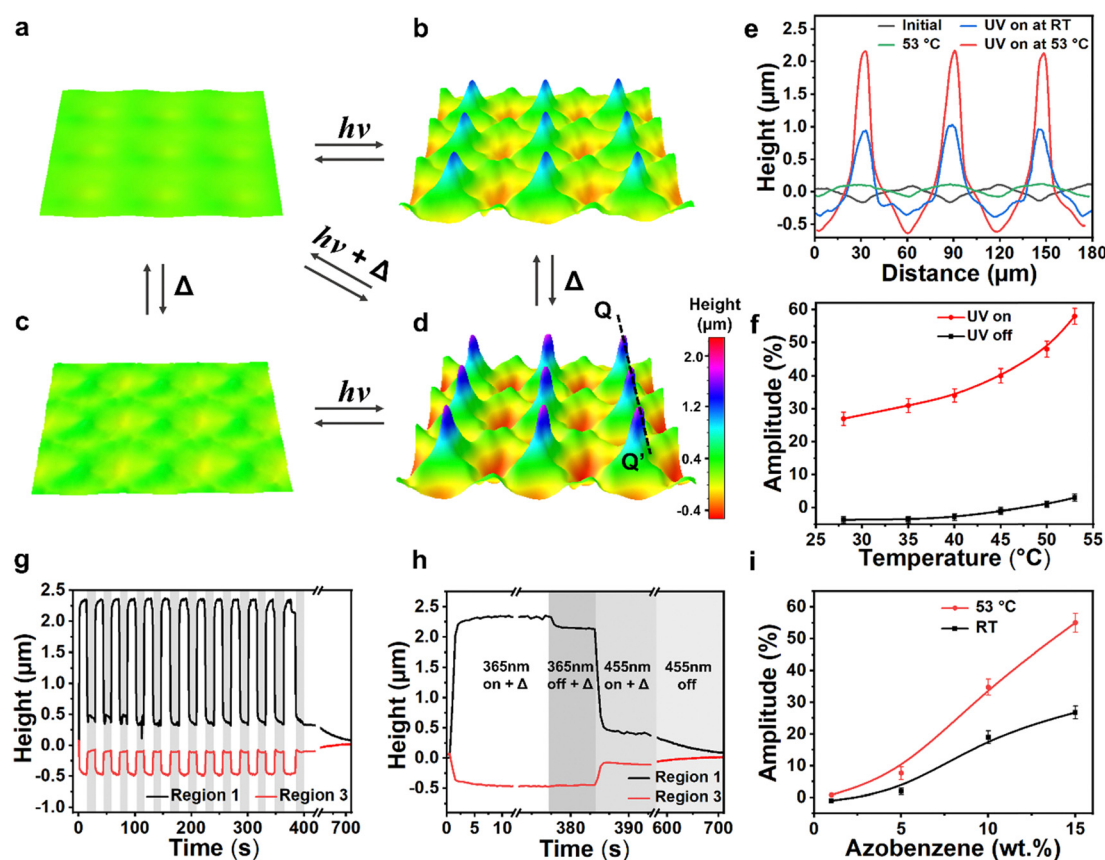 a
b
c
d
hν
hν + Δ
Δ
Δ
hν
Q
Q'
Height
(μm)
2.0
1.2
0.4
-0.4
e
Initial
UV on at RT
53 °C
UV on at 53 °C
2.5
2.0
1.5
1.0
0.5
0.0
-0.5
Height (μm)
0 30 60 90 120 150 180
Distance (μm)
f
UV on
UV off
60
50
40
30
20
10
0
Amplitude (%)
25 30 35 40 45 50 55
Temperature (°C)
g
2.5
2.0
1.5
1.0
0.5
0.0
-0.5
-1.0
Height (μm)
Region 1
Region 3
0 100 200 300 400 700
Time (s)
h
2.5
2.0
1.5
1.0
0.5
0.0
-0.5
Height (μm)
365nm
on + Δ
365nm
off + Δ
455nm
on + Δ
455nm
off
Region 1
Region 3
0 5 10 380 390 600 700
Time (s)
i
53 °C
RT
60
50
40
30
20
10
0
Amplitude (%)
0 5 10 15
Azobenzene (wt.%)